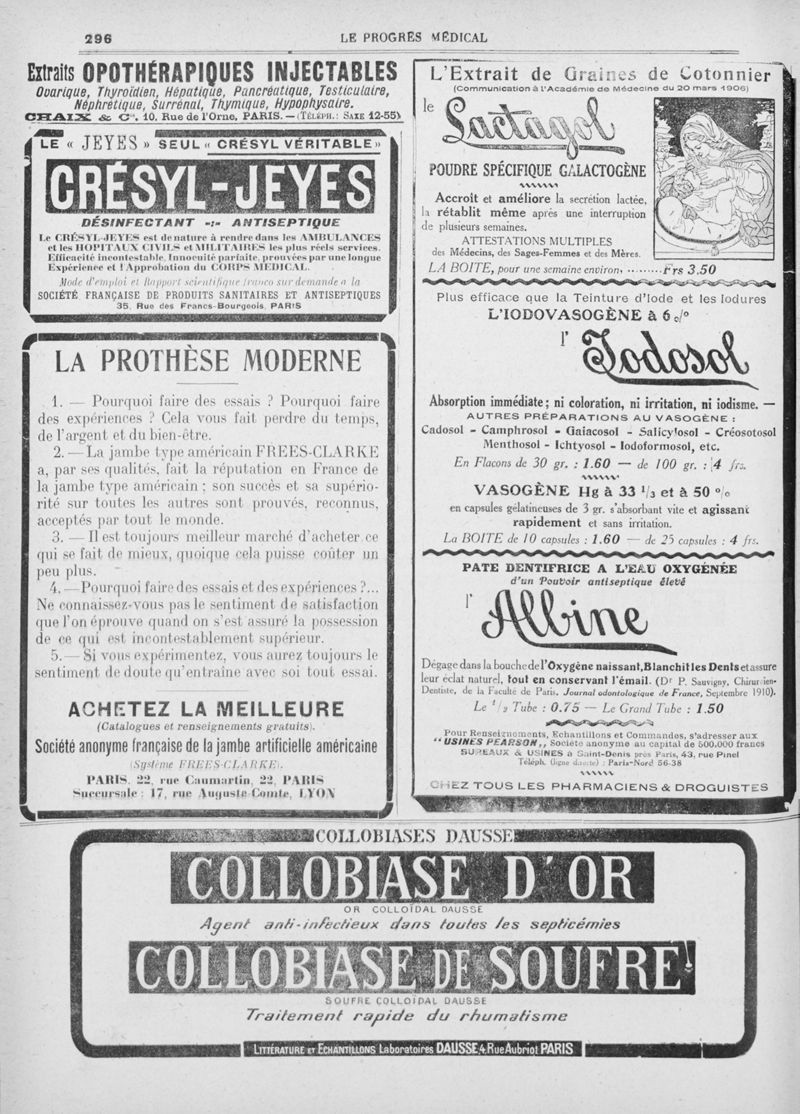 296
LE PROGRÈS MÉDICAL
Extraits OPOTHÉRAPIQUES INJECTABLES
Ovarique, Thyroïdien, Hépatique, Pancréatique, Testiculaire,
Néphrétique, Surrénal, Thymique, Hypophysaire.
CHAIX & Cie, 10, Rue de l'Orne, PARIS. — (TÉLÉPH.: SAXE 12-55)
LE « JEYES » SEUL « CRÉSYL VÉRITABLE »
CRÉSYL-JEYES
DÉSINFECTANT -:- ANTISEPTIQUE
Le CRÉSYL-JEYES est de nature à rendre dans les AMBULANCES
et les HOPITAUX CIVILS et MILITAIRES les plus réels services.
Efficacité incontestable, Innocuité parfaite, prouvées par une longue
Expérience et l'Approbation du CORPS MEDICAL.
Mode d'emploi et Rapport scientifique franco sur demande à la
SOCIÉTÉ FRANÇAISE DE PRODUITS SANITAIRES ET ANTISEPTIQUES
35, Rue des Francs-Bourgeois, PARIS
LA PROTHÈSE MODERNE
1. — Pourquoi faire des essais ? Pourquoi faire
des expériences ? Cela vous fait perdre du temps,
de l'argent et du bien-être.
2. — La jambe type américain FREES-CLARKE
a, par ses qualités, fait la réputation en France de
la jambe type américain ; son succès et sa supério-
rité sur toutes les autres sont prouvés, reconnus,
acceptés par tout le monde.
3. — Il est toujours meilleur marché d'acheter ce
qui se fait de mieux, quoique cela puisse coûter un
peu plus.
4. — Pourquoi faire des essais et des expériences ?...
Ne connaissez-vous pas le sentiment de satisfaction
que l'on éprouve quand on s'est assuré la possession
de ce qui est incontestablement supérieur.
5. — Si vous expérimentez, vous aurez toujours le
sentiment de doute qu'entraine avec soi tout essai.
ACHETEZ LA MEILLEURE
(Catalogues et renseignements gratuits).
Société anonyme française de la jambe artificielle américaine
(Système FREES-CLARKE).
PARIS, 22, rue Caumartin, 22, PARIS
Succursale : 17, rue Auguste-Comte, LYON
L'Extrait de Graines de Cotonnier
(Communication à l'Académie de Médecine du 20 mars 1906)
le
Lactagol
POUDRE SPÉCIFIQUE GALACTOGÈNE
Accroit et améliore la secrétion lactée,
la rétablit même après une interruption
de plusieurs semaines.
ATTESTATIONS MULTIPLES
des Médecins, des Sages-Femmes et des Mères.
LA BOITE, pour une semaine environ, ......... Frs 3.50
Plus efficace que la Teinture d'Iode et les Iodures
L'IODOVASOGÈNE à 6 o/o
l'
Iodosol
Absorption immédiate ; ni coloration, ni irritation, ni iodisme. —
AUTRES PRÉPARATIONS AU VASOGÈNE :
Cadosol - Camphrosol - Gaiacosol - Salicylosol - Créosotosol
Menthosol - Ichtyosol - Iodoformosol, etc.
En Flacons de 30 gr. : 1.60 — de 100 gr. : 4 frs.
VASOGÈNE Hg à 33 1/3 et à 50 o/o
en capsules gélatineuses de 3 gr. s'absorbant vite et agissant
rapidement et sans irritation.
La BOITE de 10 capsules : 1.60 — de 25 capsules : 4 frs.
PATE DENTIFRICE A L'EAU OXYGÉNÉE
d'un Pouvoir antiseptique élevé
l'
Albine
Dégage dans la bouche de l'Oxygène naissant, Blanchit les Dents et assure
leur éclat naturel, tout en conservant l'émail. (Dr P. Sauvigny, Chirurgien-
Dentiste, de la Faculté de Paris, Journal odontologique de France, Septembre 1910).
Le 1/2 Tube : 0.75 — Le Grand Tube : 1.50
Pour Renseignements, Echantillons et Commandes, s'adresser aux
"USINES PEARSON,, Société anonyme au capital de 500.000 francs
BUREAUX & USINES à Saint-Denis près Paris, 43, rue Pinel
Téléph. (ligne directe) : Paris-Nord 56-38
CHEZ TOUS LES PHARMACIENS & DROGUISTES
COLLOBIASES DAUSSE
COLLOBIASE D'OR
OR COLLOÏDAL DAUSSE
Agent anti-infectieux dans toutes les septicémies
COLLOBIASE DE SOUFRE
SOUFRE COLLOÏDAL DAUSSE
Traitement rapide du rhumatisme
LITTÉRATURE ET ÉCHANTILLONS Laboratoires DAUSSE 4, Rue Aubriot PARIS